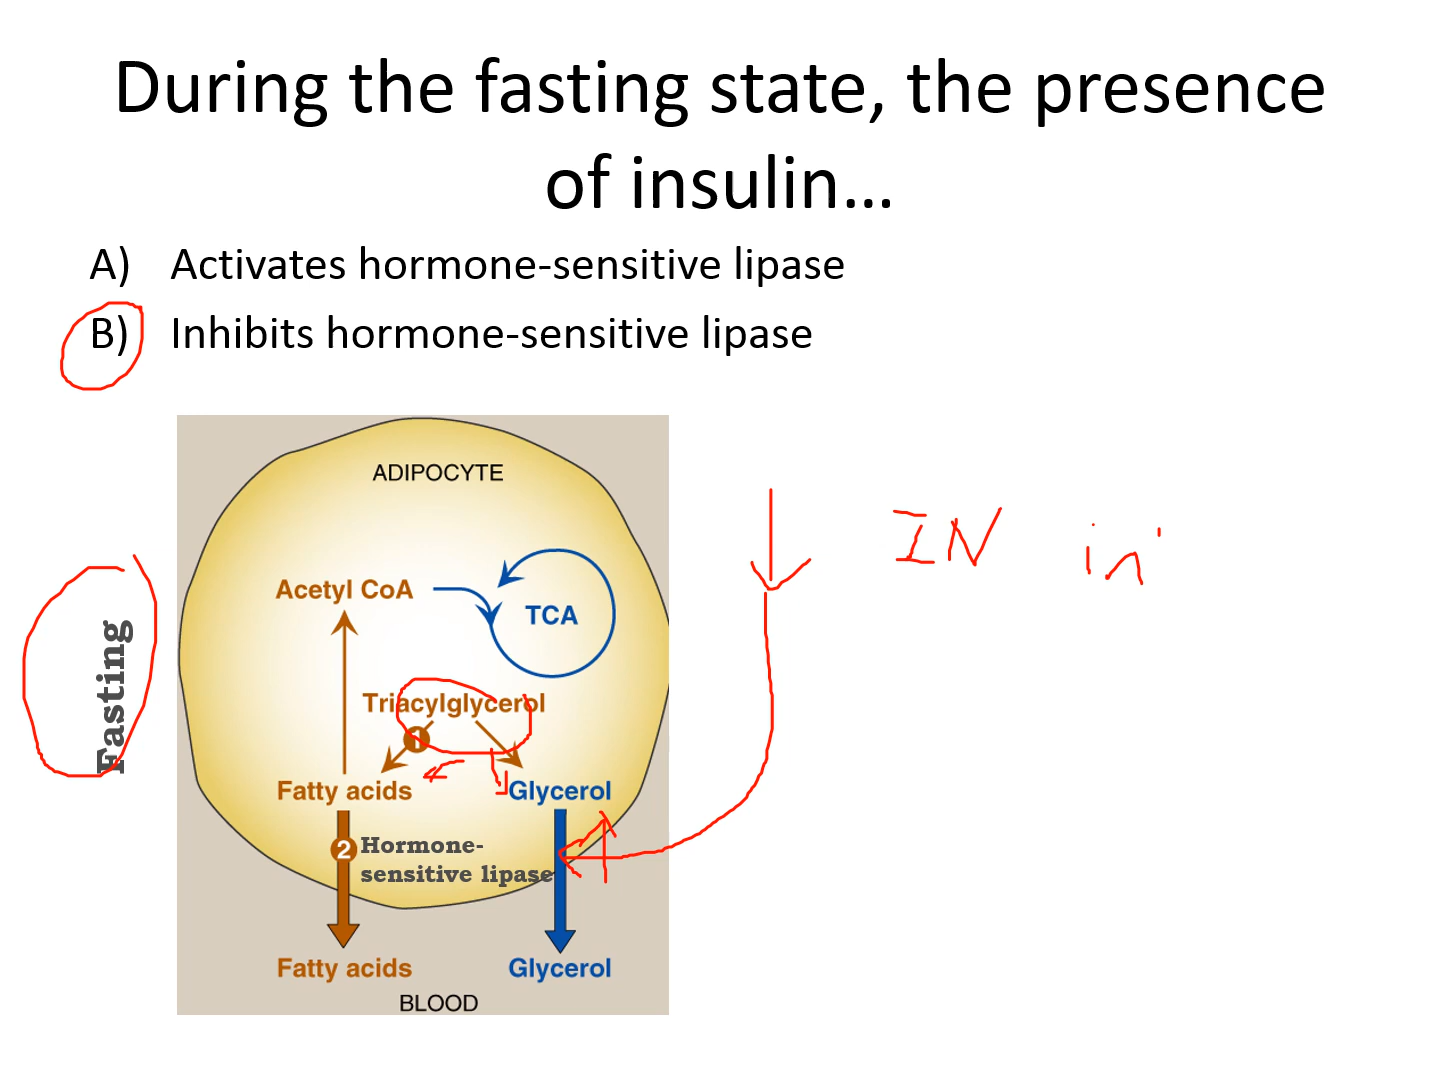 During the fasting state, the presence
of insulin...
A) Activates hormone-sensitive lipase
B) Inhibits hormone-sensitive lipase
ADIPOCYTE
IN in
Acetyl CoA
TCA
Fasting
Triacylglycerol
1
Fatty acids Glycerol
2 Hormone-
sensitive lipase
Fatty acids Glycerol
BLOOD